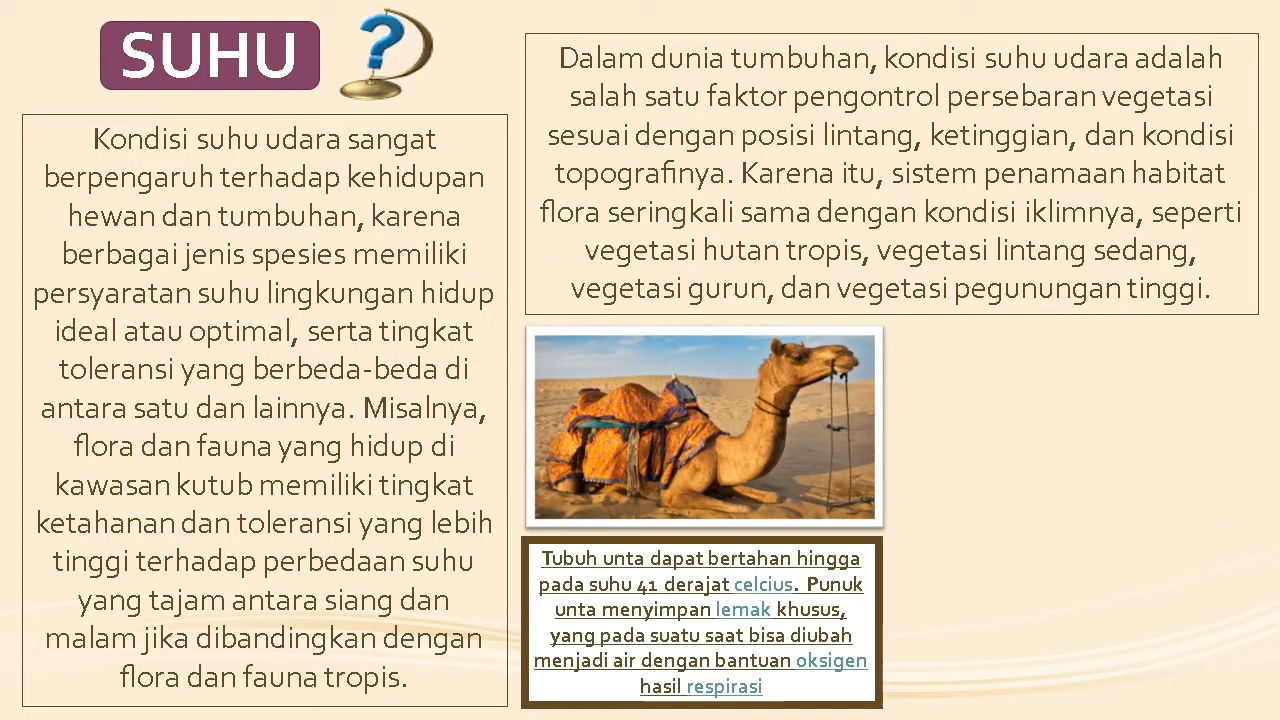 SUHU
Kondisi suhu udara sangat
berpengaruh terhadap kehidupan
hewan dan tumbuhan, karena
berbagai jenis spesies memiliki
persyaratan suhu lingkungan hidup
ideal atau optimal, serta tingkat
toleransi yang berbeda-beda di
antara satu dan lainnya. Misalnya,
flora dan fauna yang hidup di
kawasan kutub memiliki tingkat
ketahanan dan toleransi yang lebih
tinggi terhadap perbedaan suhu
yang tajam antara siang dan
malam jika dibandingkan dengan
flora dan fauna tropis.
Dalam dunia tumbuhan, kondisi suhu udara adalah
salah satu faktor pengontrol persebaran vegetasi
sesuai dengan posisi lintang, ketinggian, dan kondisi
topografinya. Karena itu, sistem penamaan habitat
flora seringkali sama dengan kondisi iklimnya, seperti
vegetasi hutan tropis, vegetasi lintang sedang,
vegetasi gurun, dan vegetasi pegunungan tinggi.
Tubuh unta dapat bertahan hingga
pada suhu 41 derajat celcius. Punuk
unta menyimpan lemak khusus,
yang pada suatu saat bisa diubah
menjadi air dengan bantuan oksigen
hasil respirasi